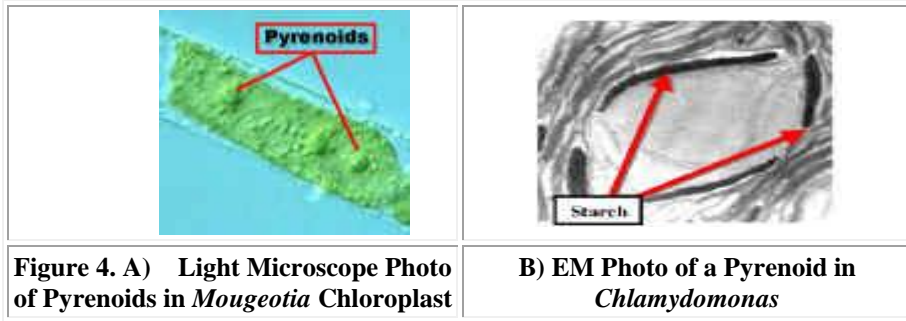 Pyrenoids
Starch
Figure 4. A) Light Microscope Photo
of Pyrenoids in Mougeotia Chloroplast
B) EM Photo of a Pyrenoid in
Chlamydomonas